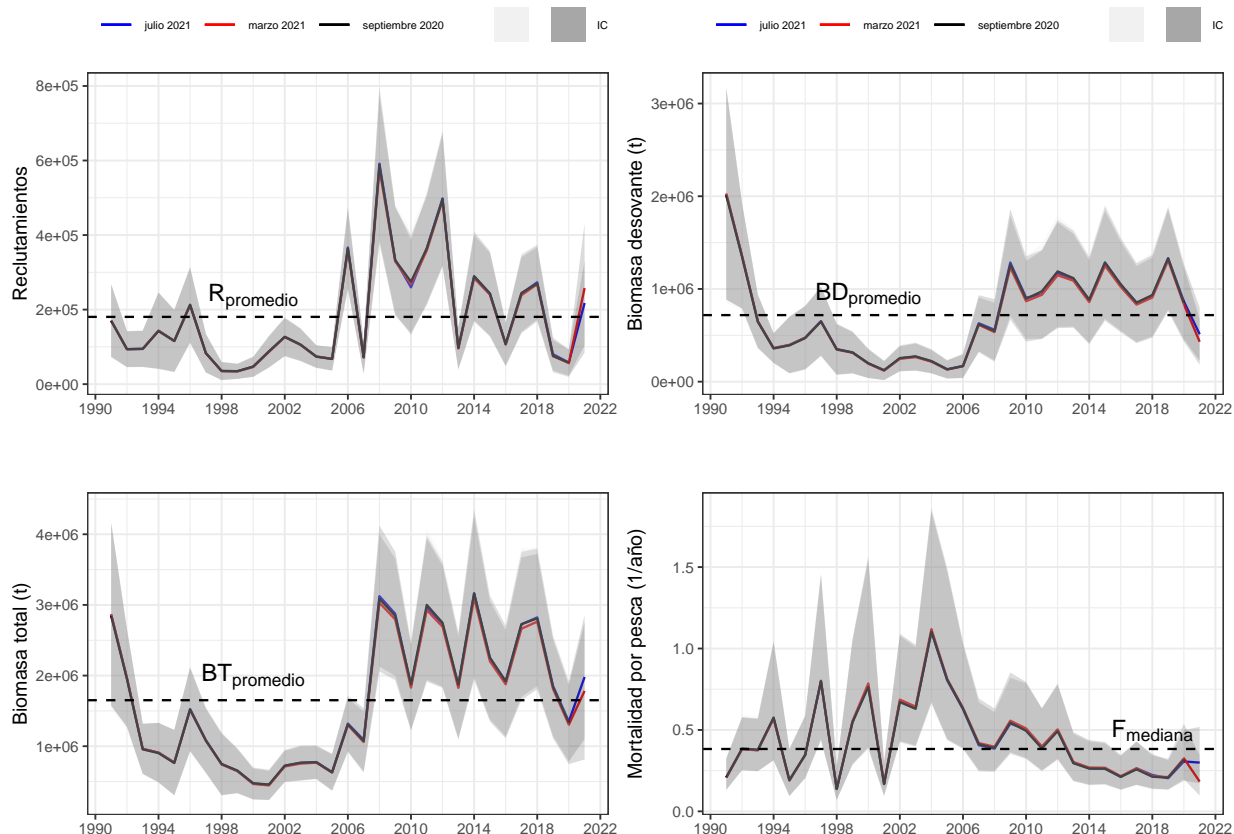 julio 2021 marzo 2021 septiembre 2020 IC
julio 2021 marzo 2021 septiembre 2020 IC
8e+05
6e+05
4e+05
2e+05
0e+00
Reclutamientos
Rpromedio
1990 1994 1998 2002 2006 2010 2014 2018 2022
3e+06
2e+06
1e+06
0e+00
Biomasa desovante (t)
BDpromedio
1990 1994 1998 2002 2006 2010 2014 2018 2022
4e+06
3e+06
2e+06
1e+06
Biomasa total (t)
BTpromedio
1990 1994 1998 2002 2006 2010 2014 2018 2022
1.5
1.0
0.5
0.0
Mortalidad por pesca (1/año)
Fmediana
1990 1994 1998 2002 2006 2010 2014 2018 2022